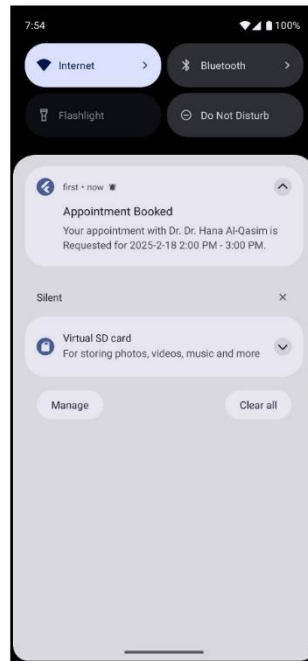 7:54
100%
Internet
Bluetooth
Flashlight
Do Not Disturb
first • now
Appointment Booked
Your appointment with Dr. Dr. Hana Al-Qasim is
Requested for 2025-2-18 2:00 PM - 3:00 PM.
Silent
Virtual SD card
For storing photos, videos, music and more
Manage
Clear all